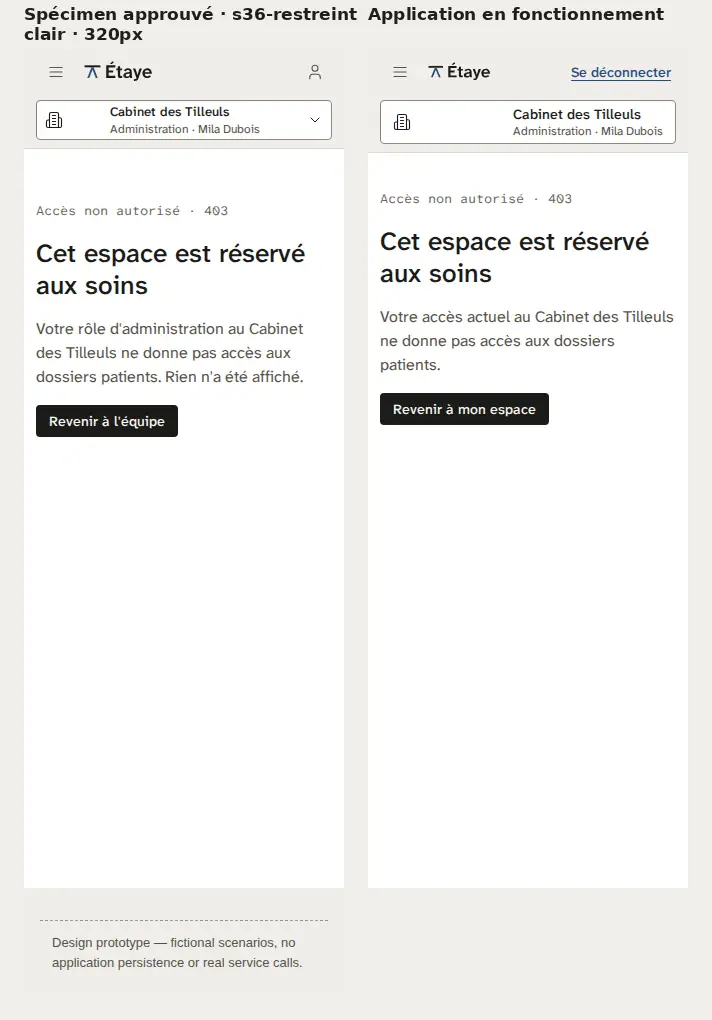 Spécimen approuvé · s36-restreint
clair · 320px
Étaye
Cabinet des Tilleuls
Administration · Mila Dubois
Accès non autorisé · 403
Cet espace est réservé
aux soins
Votre rôle d'administration au Cabinet
des Tilleuls ne donne pas accès aux
dossiers patients. Rien n'a été affiché.
Revenir à l'équipe
Design prototype — fictional scenarios, no
application persistence or real service calls.
Application en fonctionnement
Étaye
Se déconnecter
Cabinet des Tilleuls
Administration · Mila Dubois
Accès non autorisé · 403
Cet espace est réservé
aux soins
Votre accès actuel au Cabinet des Tilleuls
ne donne pas accès aux dossiers
patients.
Revenir à mon espace